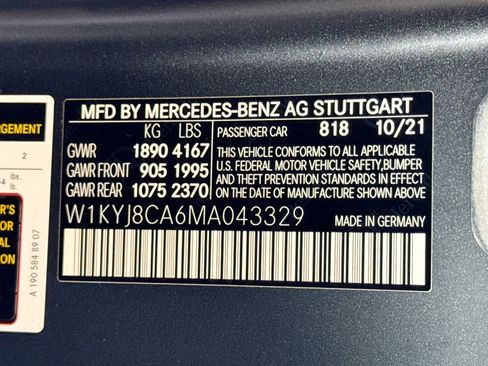 MFD BY MERCEDES-BENZ AG STUTTGART
KG LBS PASSENGER CAR 818 10/21
GVWR 1890 4167
GAWR FRONT 905 1995
GAWR REAR 1075 2370
THIS VEHICLE CONFORMS TO ALL APPLICABLE
U.S. FEDERAL MOTOR VEHICLE SAFETY,BUMPER
AND THEFT PREVENTION STANDARDS IN EFFECT
ON THE DATE OF MANUFACTURE SHOWN ABOVE
W1KYJ8CA6MA043329 MADE IN GERMANY
2
lbs.
A 190 584 89 07